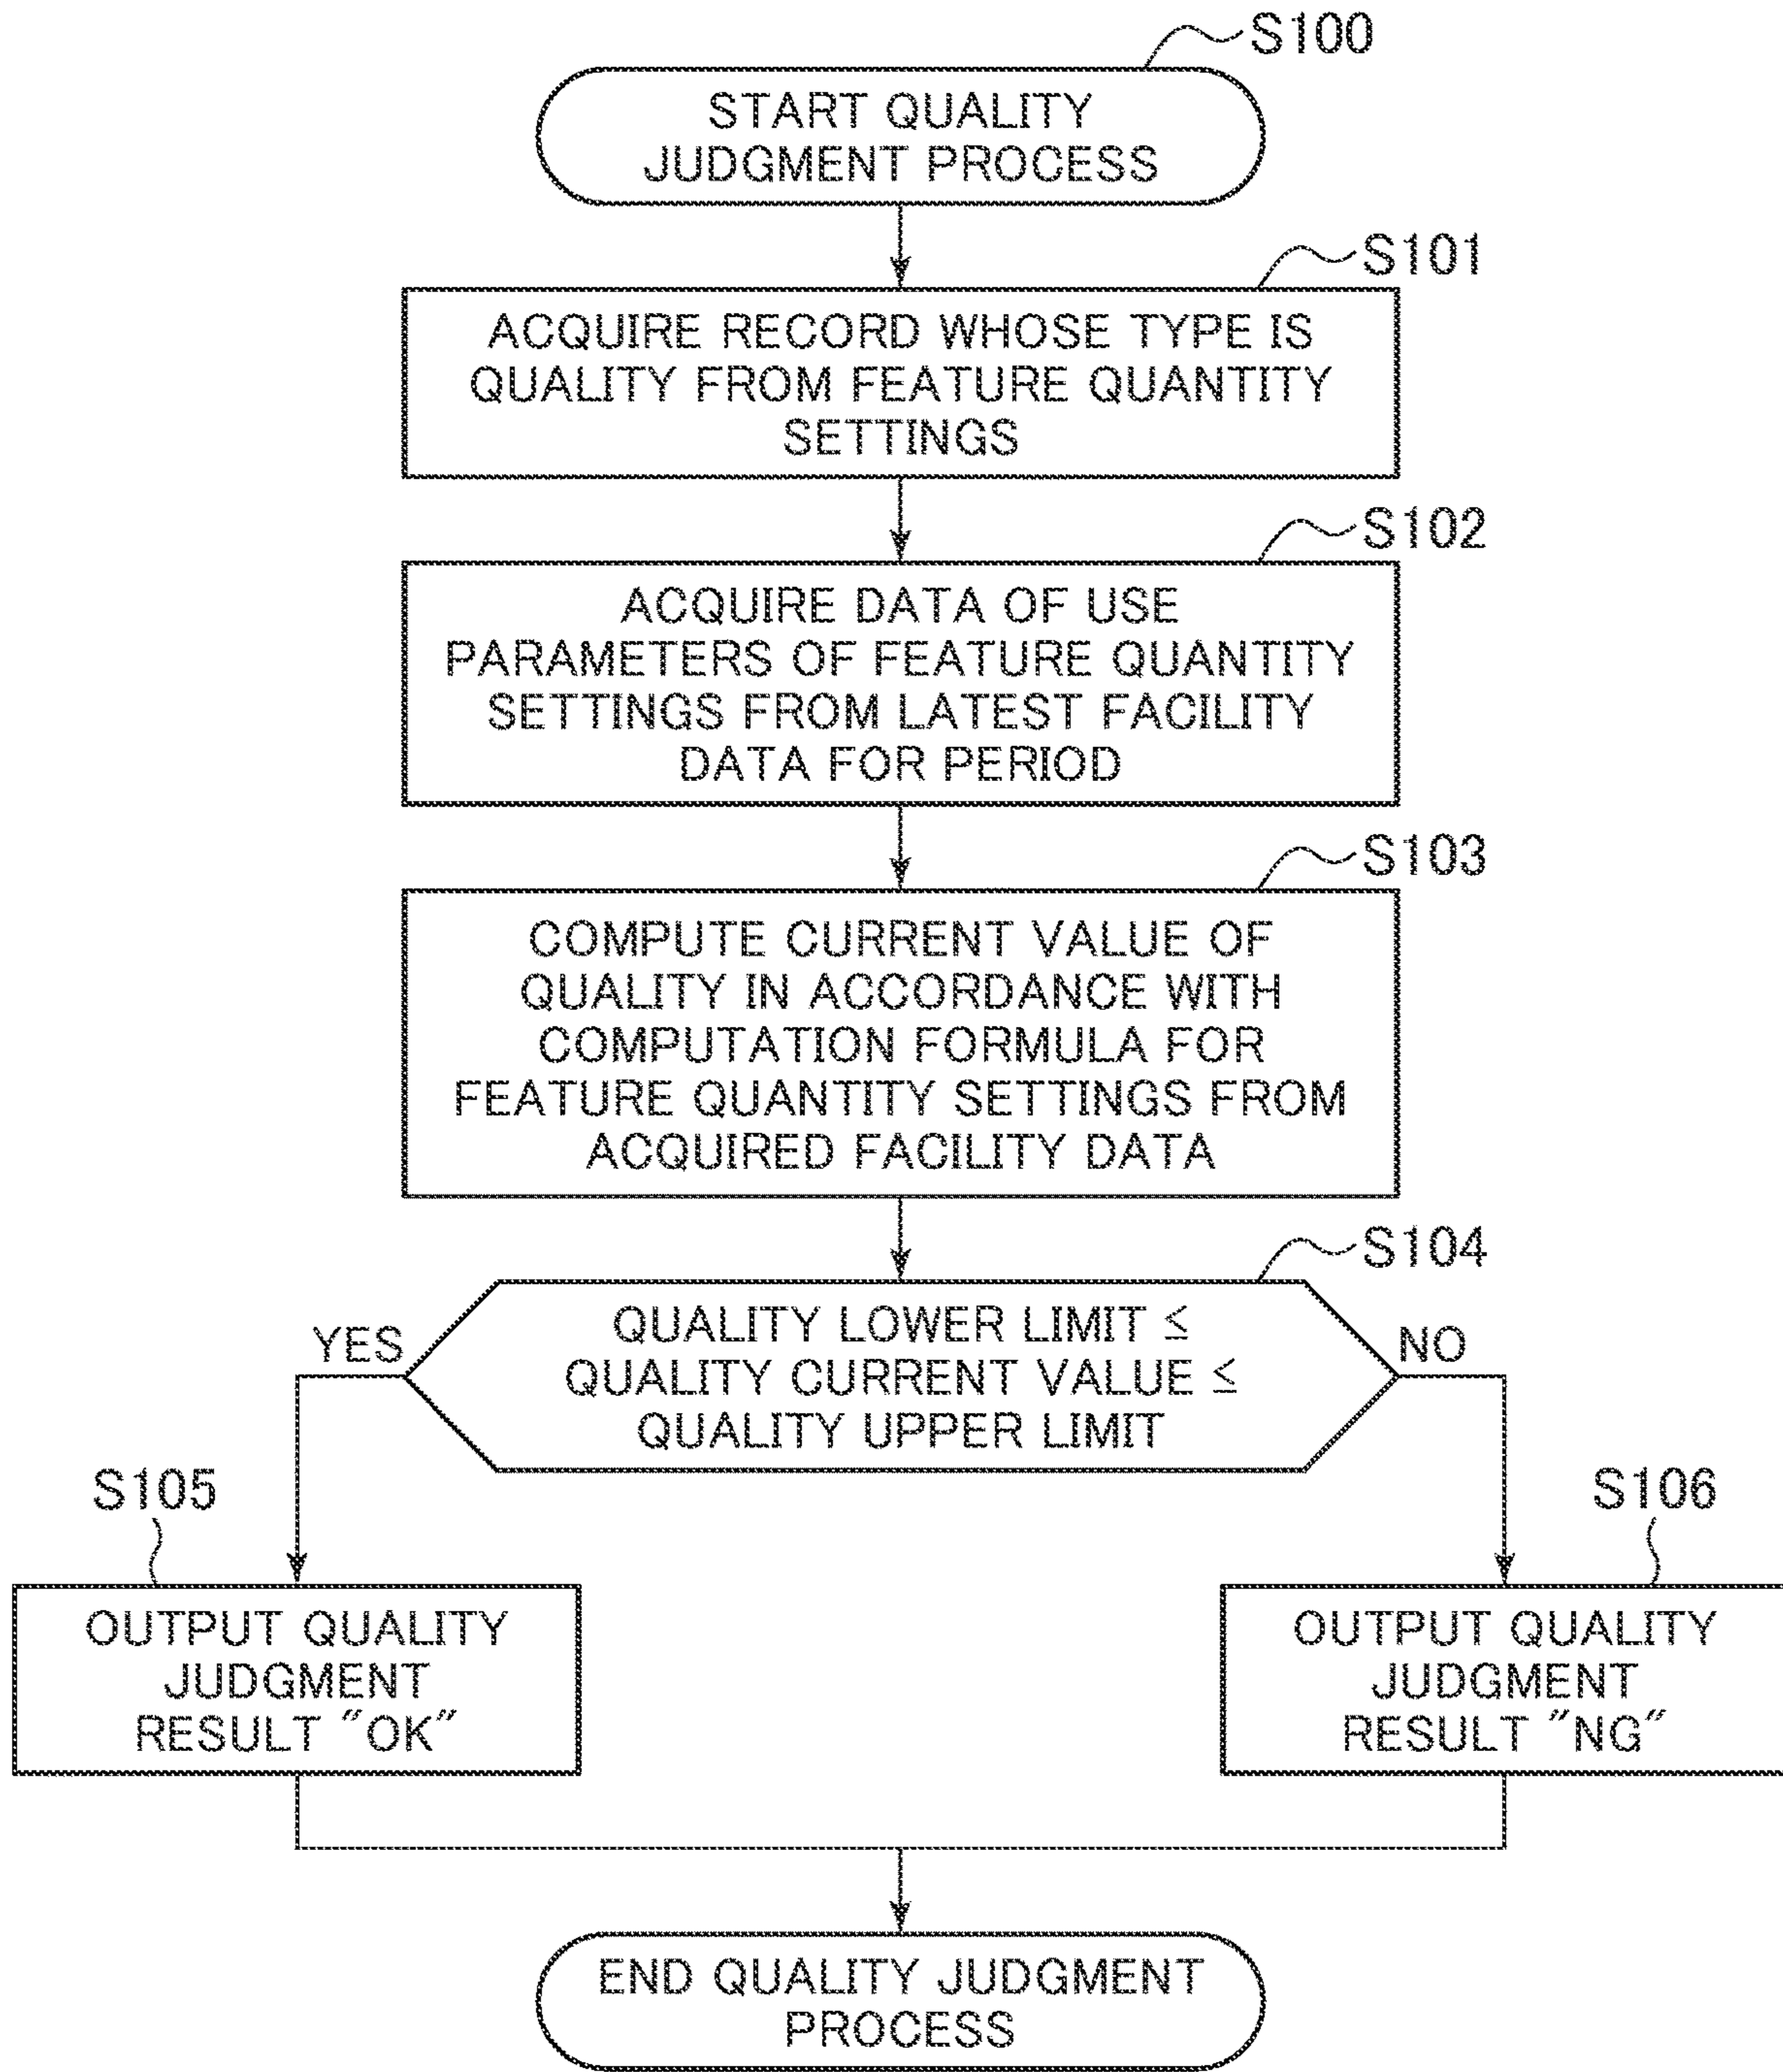 S100
START QUALITY
JUDGMENT PROCESS
S101
ACQUIRE RECORD WHOSE TYPE IS
QUALITY FROM FEATURE QUANTITY
SETTINGS
S102
ACQUIRE DATA OF USE
PARAMETERS OF FEATURE QUANTITY
SETTINGS FROM LATEST FACILITY
DATA FOR PERIOD
S103
COMPUTE CURRENT VALUE OF
QUALITY IN ACCORDANCE WITH
COMPUTATION FORMULA FOR
FEATURE QUANTITY SETTINGS FROM
ACQUIRED FACILITY DATA
S104
QUALITY LOWER LIMIT ≤
QUALITY CURRENT VALUE ≤
QUALITY UPPER LIMIT
YES
NO
S105
OUTPUT QUALITY
JUDGMENT
RESULT "OK"
S106
OUTPUT QUALITY
JUDGMENT
RESULT "NG"
END QUALITY JUDGMENT
PROCESS